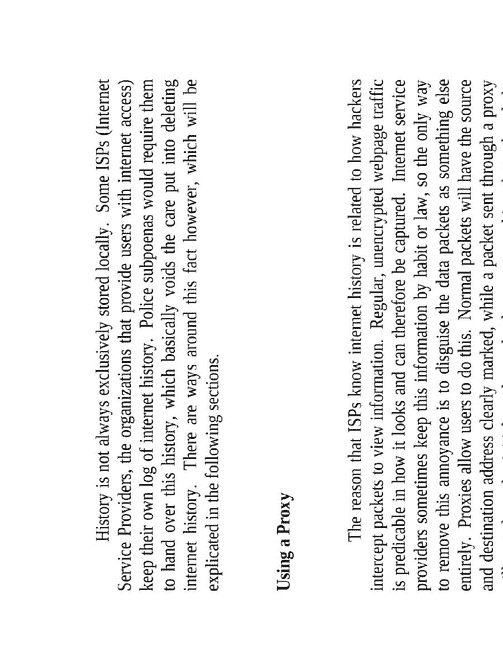 History is not always exclusively stored locally. Some ISPs (Internet
Service Providers, the organizations that provide users with internet access)
keep their own log of internet history. Police subpoenas would require them
to hand over this history, which basically voids the care put into deleting
internet history. There are ways around this fact however, which will be
explicated in the following sections.
Using a Proxy
The reason that ISPs know internet history is related to how hackers
intercept packets to view information. Regular, unencrypted webpage traffic
is predicable in how it looks and can therefore be captured. Internet service
providers sometimes keep this information by habit or law, so the only way
to remove this annoyance is to disguise the data packets as something else
entirely. Proxies allow users to do this. Normal packets will have the source
and destination address clearly marked, while a packet sent through a proxy